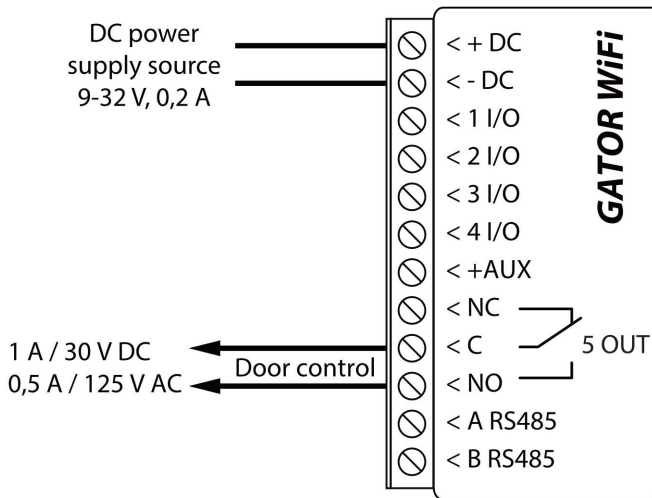 DC power
supply source
9-32 V, 0,2 A
< + DC
< - DC
< 1 I/O
< 2 I/O
< 3 I/O
< 4 I/O
< +AUX
< NC
< C
< NO
< A RS485
< B RS485
GATOR WiFi
5 OUT
1 A / 30 V DC
0,5 A / 125 V AC
Door control